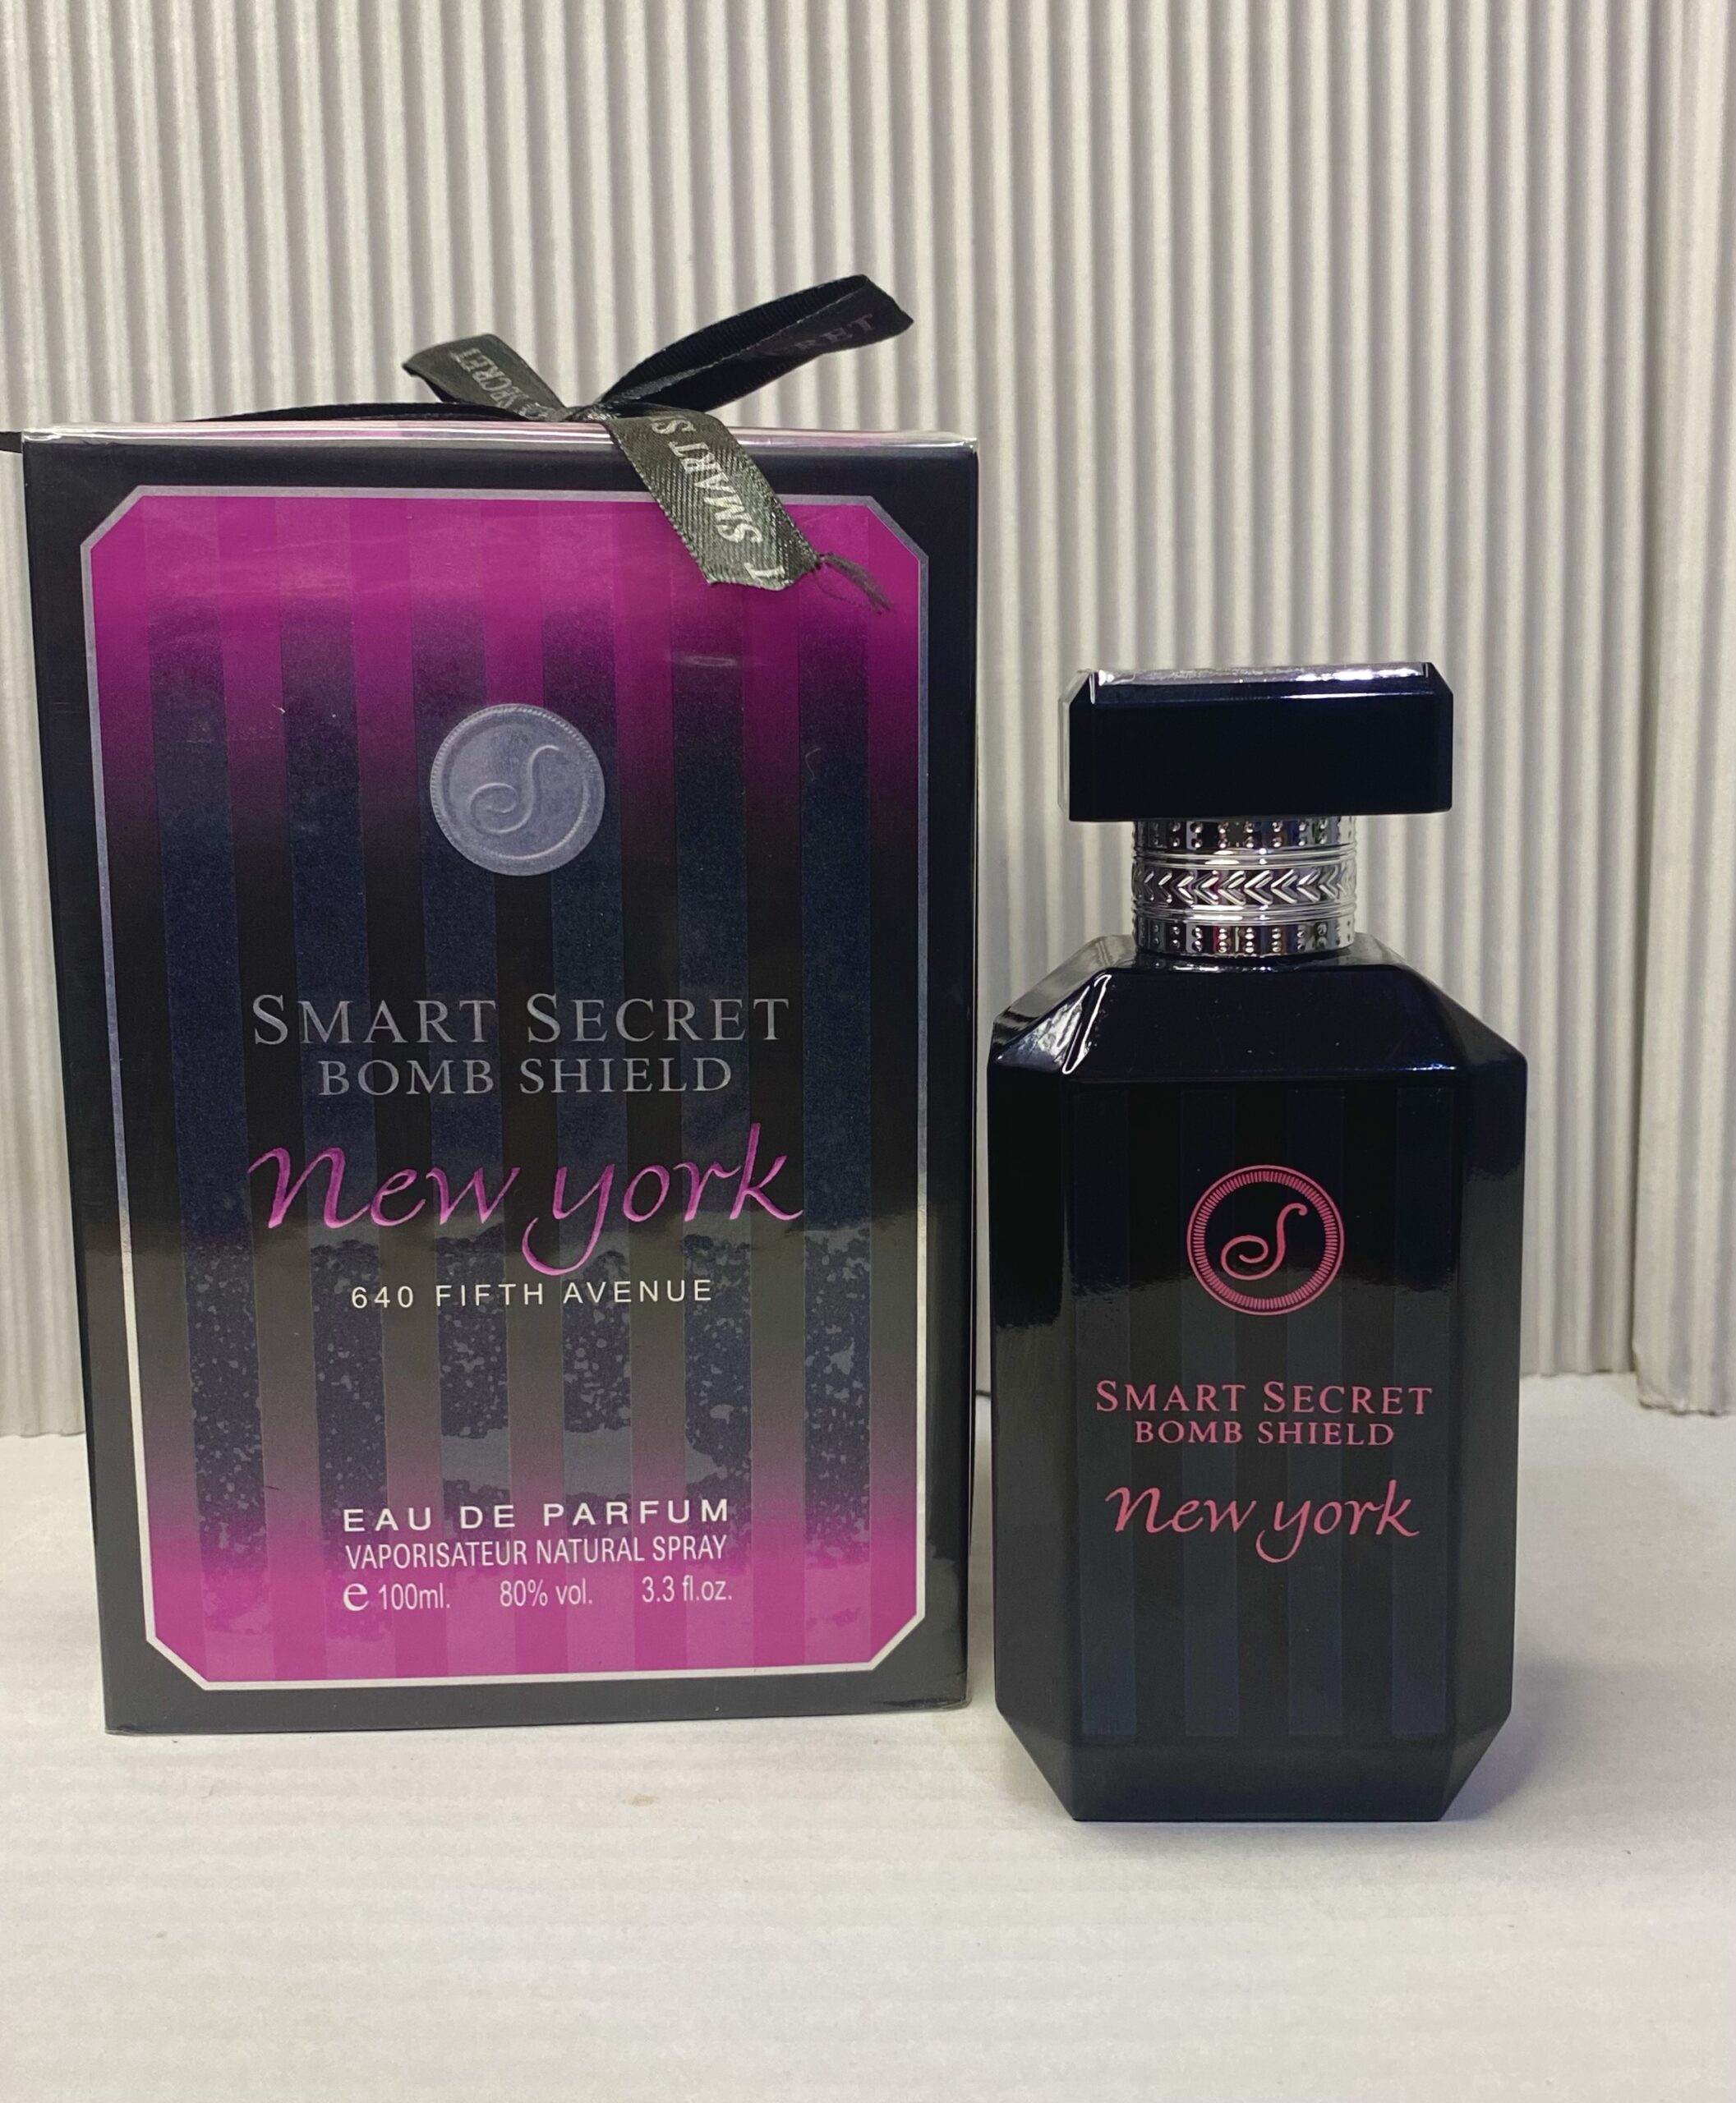 SECRET
SECRET
RET
SMART S
SMART SECRET
BOMB SHIELD
new york
640 FIFTH AVENUE
EAU DE PARFUM
VAPORISATEUR NATURAL SPRAY
e 100ml. 80% vol. 3.3 fl.oz.
S
SMART SECRET
BOMB SHIELD
new york